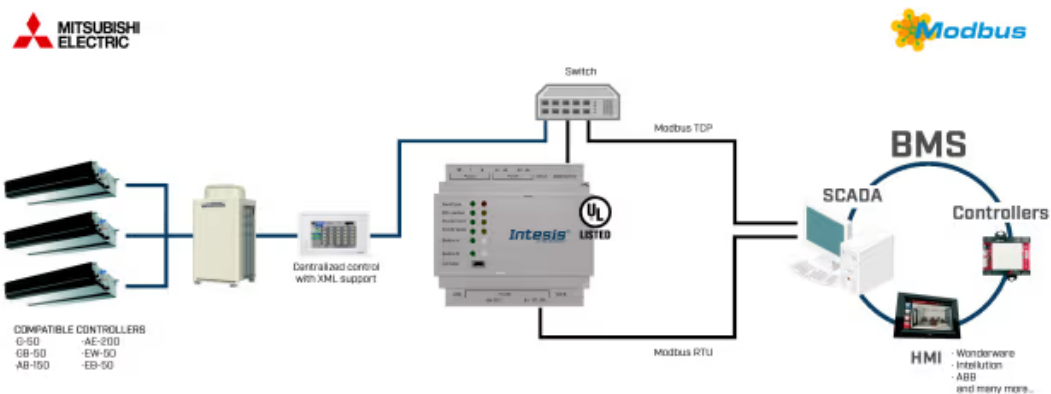 MITSUBISHI
ELECTRIC
Modbus
Switch
Modbus TCP
BMS
SCADA
Controllers
Intesis
UL
LISTED
Centralized control
with XML support
COMPATIBLE CONTROLLERS
·G-50 ·AE-200
·GB-50 ·EW-50
·AB-150 ·EB-50
Modbus RTU
HMI
· Wonderware
· Intellution
· ABB
and many more...